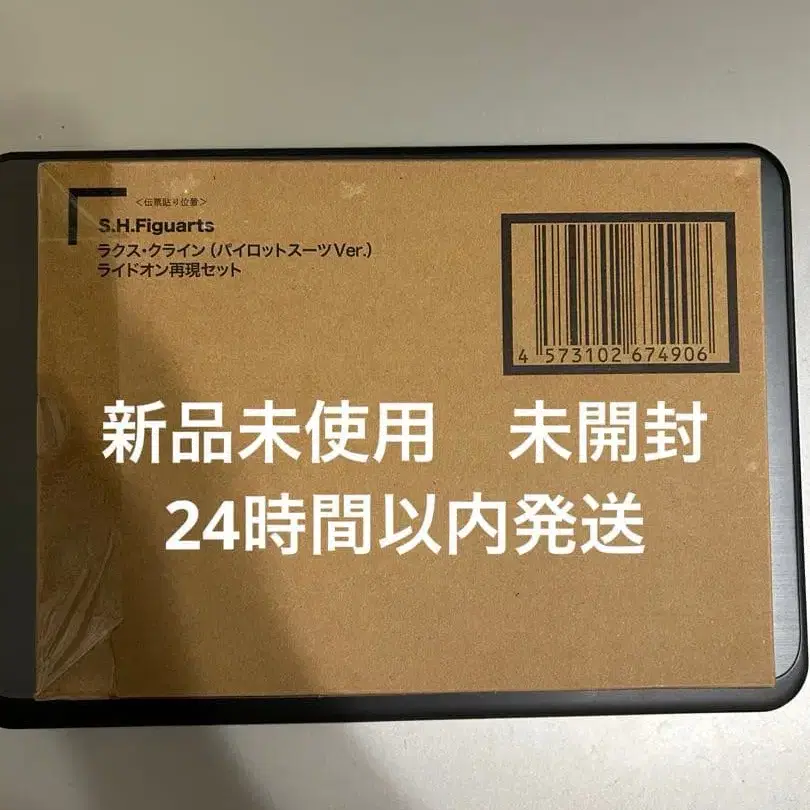 <伝票貼り位置>
S.H.Figuarts
ラクス・クライン(パイロットスーツVer.)
ライドオン再現セット
4 573102 674906
新品未使用　未開封
24時間以内発送